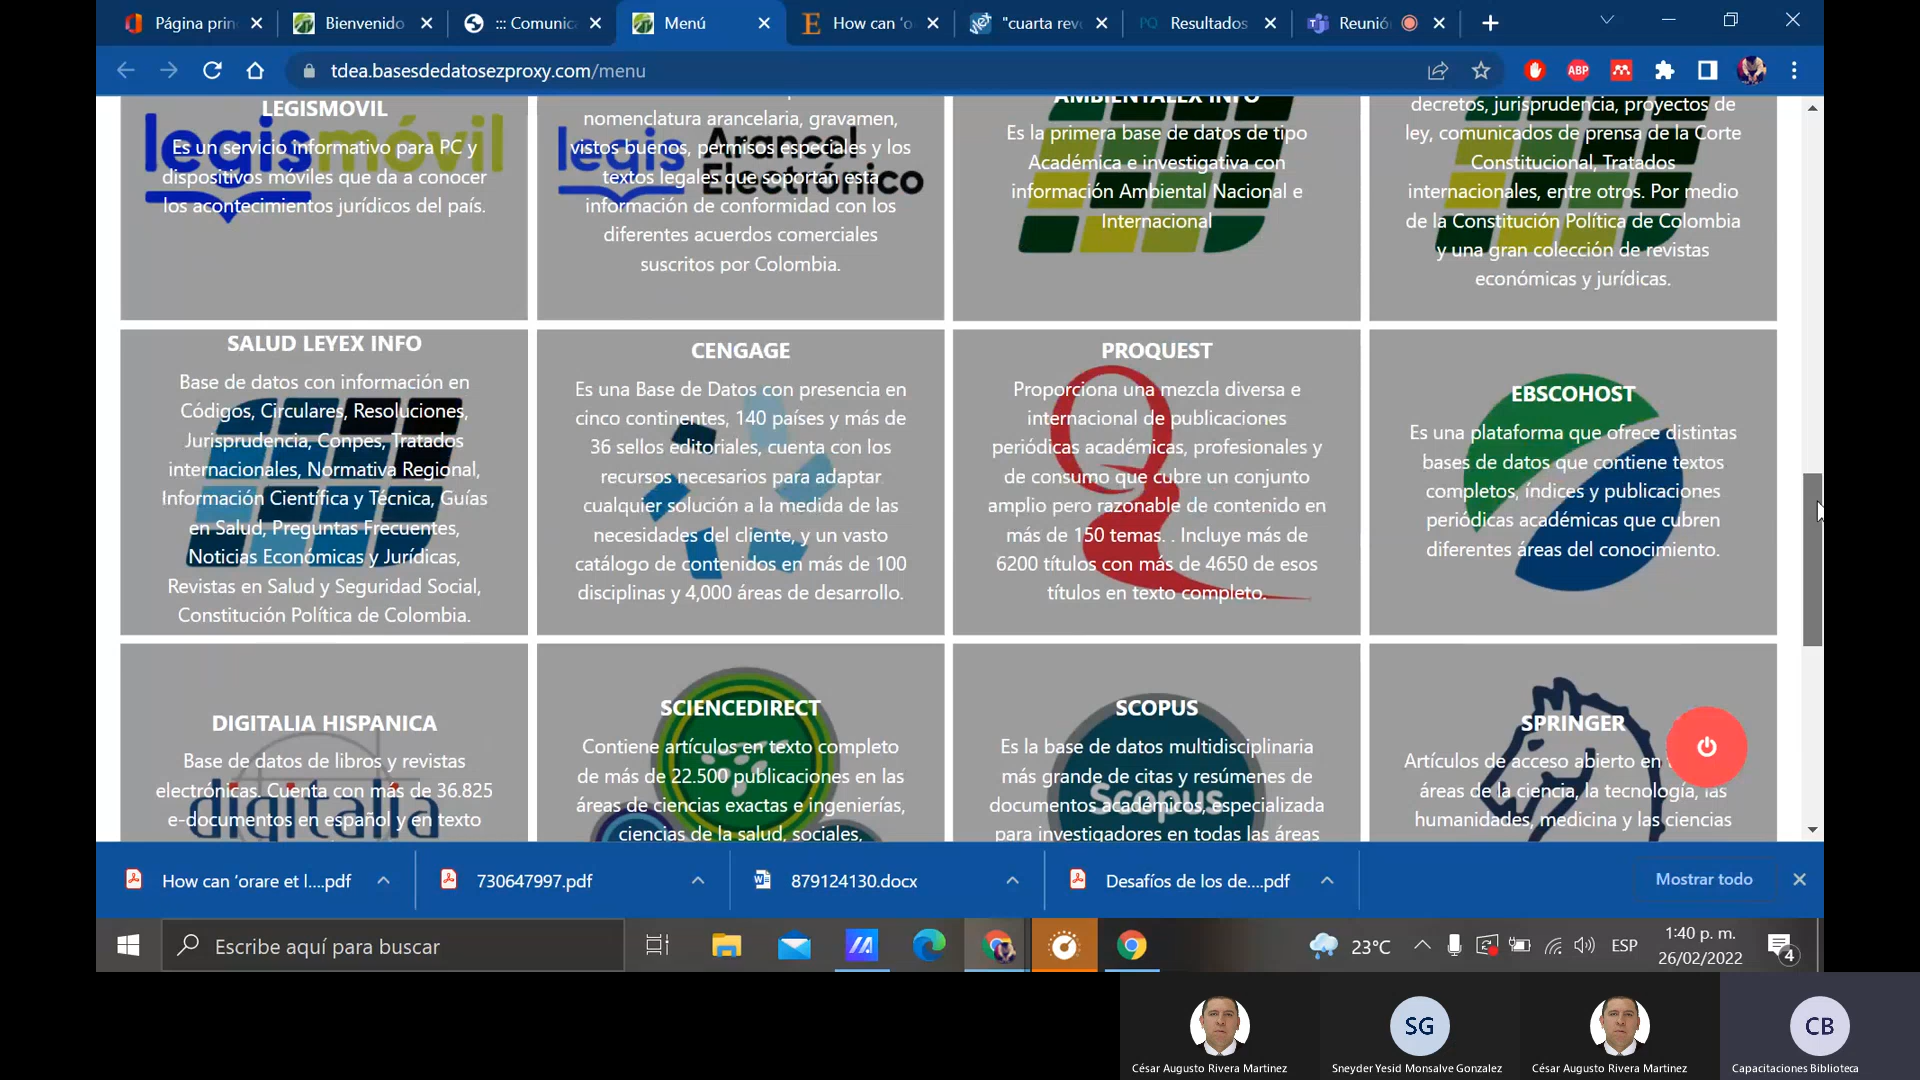 Página prin
Bienvenido
::: Comunica
Menú
How can 'o
"cuarta rev
Resultados
Reunión
tdea.basesdedatosezproxy.com/menu
ABP
LEGISMOVIL
Es un servicio informativo para PC y
dispositivos móviles que da a conocer
los acontecimientos jurídicos del país.
legismóvil
nomenclatura arancelaria, gravamen,
vistos buenos, permisos especiales y los
textos legales que soportan esta
información de conformidad con los
diferentes acuerdos comerciales
suscritos por Colombia.
legis Arancel
Electrónico
AMBIENTALEX INFO
Es la primera base de datos de tipo
Académica e investigativa con
información Ambiental Nacional e
Internacional
decretos, jurisprudencia, proyectos de
ley, comunicados de prensa de la Corte
Constitucional, Tratados
internacionales, entre otros. Por medio
de la Constitución Política de Colombia
y una gran colección de revistas
económicas y jurídicas.
SALUD LEYEX INFO
Base de datos con información en
Códigos, Circulares, Resoluciones,
Jurisprudencia, Conpes, Tratados
internacionales, Normativa Regional,
Información Científica y Técnica, Guías
en Salud, Preguntas Frecuentes,
Noticias Económicas y Jurídicas,
Revistas en Salud y Seguridad Social,
Constitución Política de Colombia.
CENGAGE
Es una Base de Datos con presencia en
cinco continentes, 140 países y más de
36 sellos editoriales, cuenta con los
recursos necesarios para adaptar
cualquier solución a la medida de las
necesidades del cliente, y un vasto
catálogo de contenidos en más de 100
disciplinas y 4,000 áreas de desarrollo.
PROQUEST
Proporciona una mezcla diversa e
internacional de publicaciones
periódicas académicas, profesionales y
de consumo que cubre un conjunto
amplio pero razonable de contenido en
más de 150 temas. . Incluye más de
6200 títulos con más de 4650 de esos
títulos en texto completo.
EBSCOHOST
Es una plataforma que ofrece distintas
bases de datos que contiene textos
completos, índices y publicaciones
periódicas académicas que cubren
diferentes áreas del conocimiento.
DIGITALIA HISPANICA
Base de datos de libros y revistas
electrónicas. Cuenta con más de 36.825
e-documentos en español y en texto
digitalia
SCIENCEDIRECT
Contiene artículos en texto completo
de más de 22.500 publicaciones en las
áreas de ciencias exactas e ingenierías,
ciencias de la salud, sociales,
SCOPUS
Es la base de datos multidisciplinaria
más grande de citas y resúmenes de
documentos académicos, especializada
para investigadores en todas las áreas
Scopus
SPRINGER
Artículos de acceso abierto en
áreas de la ciencia, la tecnología, las
humanidades, medicina y las ciencias
How can 'orare et l....pdf
730647997.pdf
879124130.docx
Desafíos de los de....pdf
Mostrar todo
Escribe aquí para buscar
23°C
ESP
1:40 p. m.
26/02/2022
4
SG
CB
César Augusto Rivera Martinez
Sneyder Yesid Monsalve Gonzalez
César Augusto Rivera Martinez
Capacitaciones Biblioteca